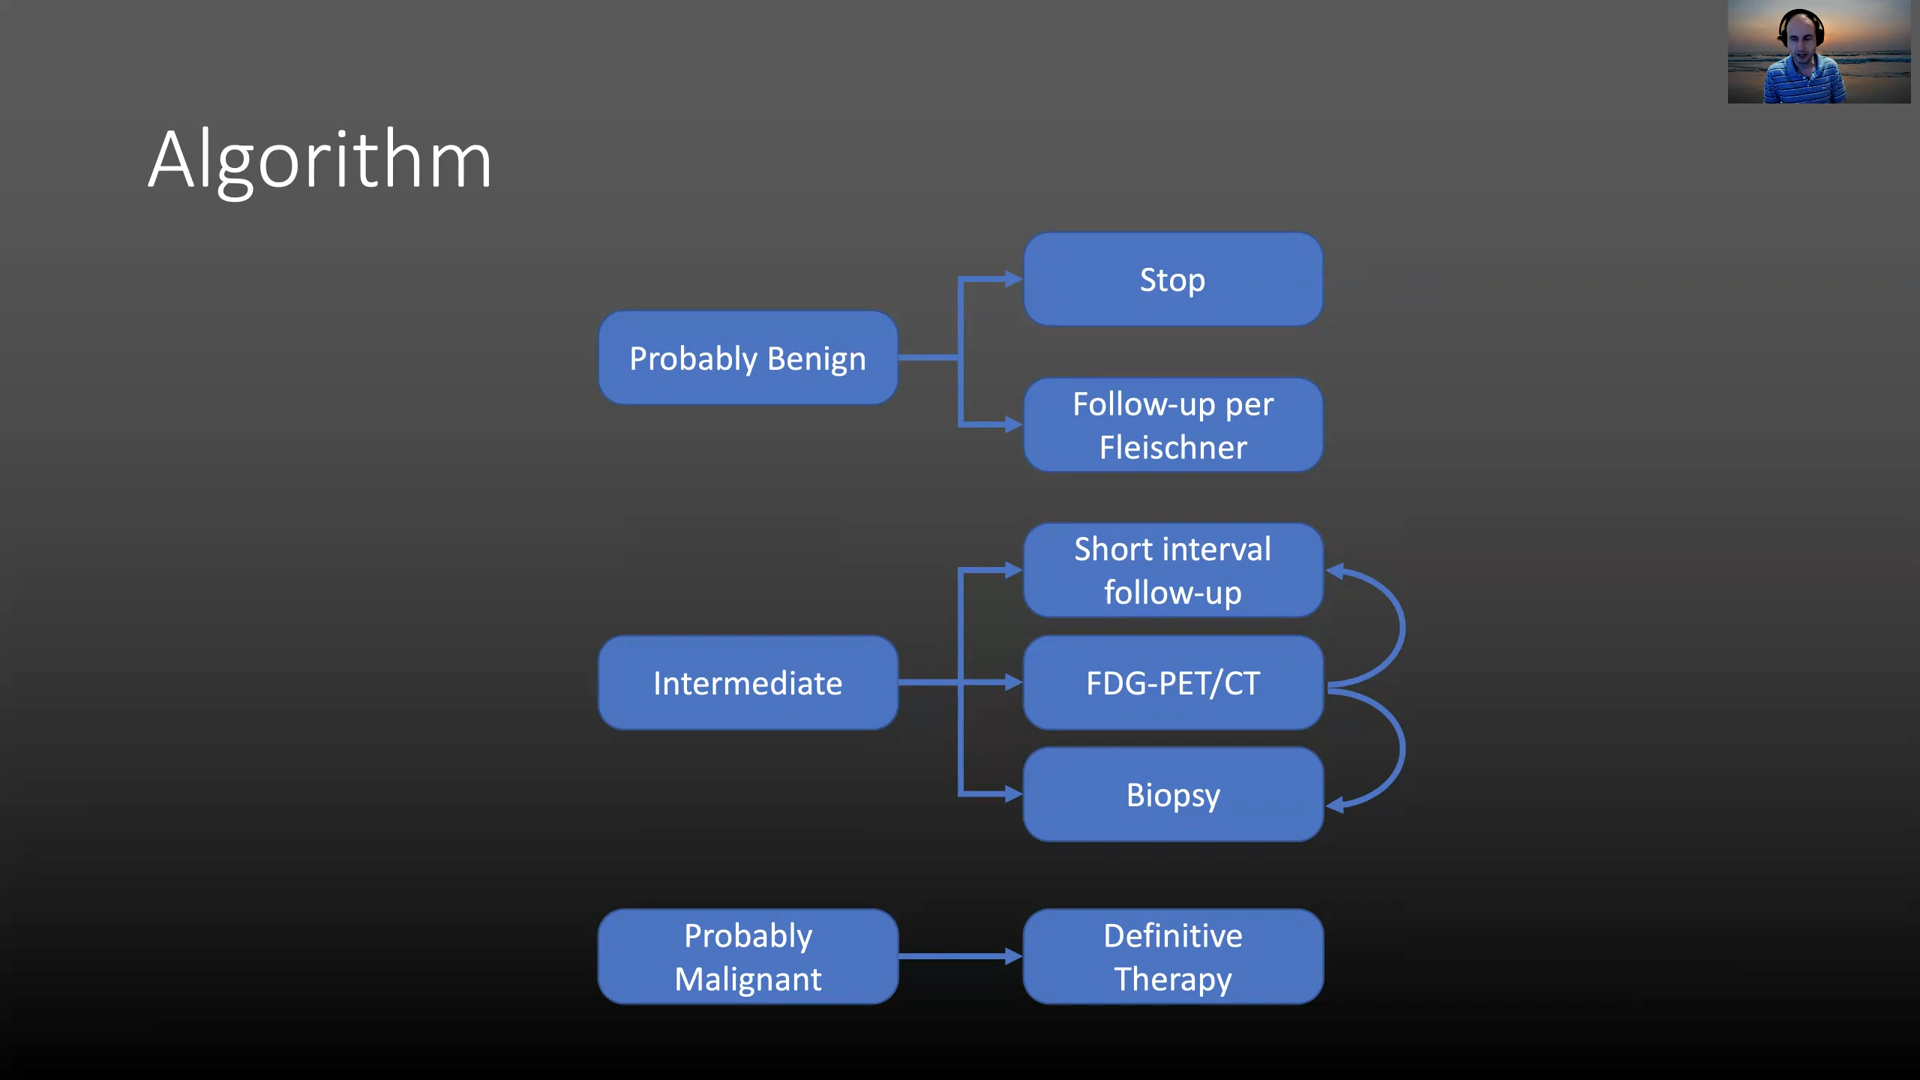 Algorithm
Probably Benign
Stop
Follow-up per
Fleischner
Intermediate
Short interval
follow-up
FDG-PET/CT
Biopsy
Probably
Malignant
Definitive
Therapy